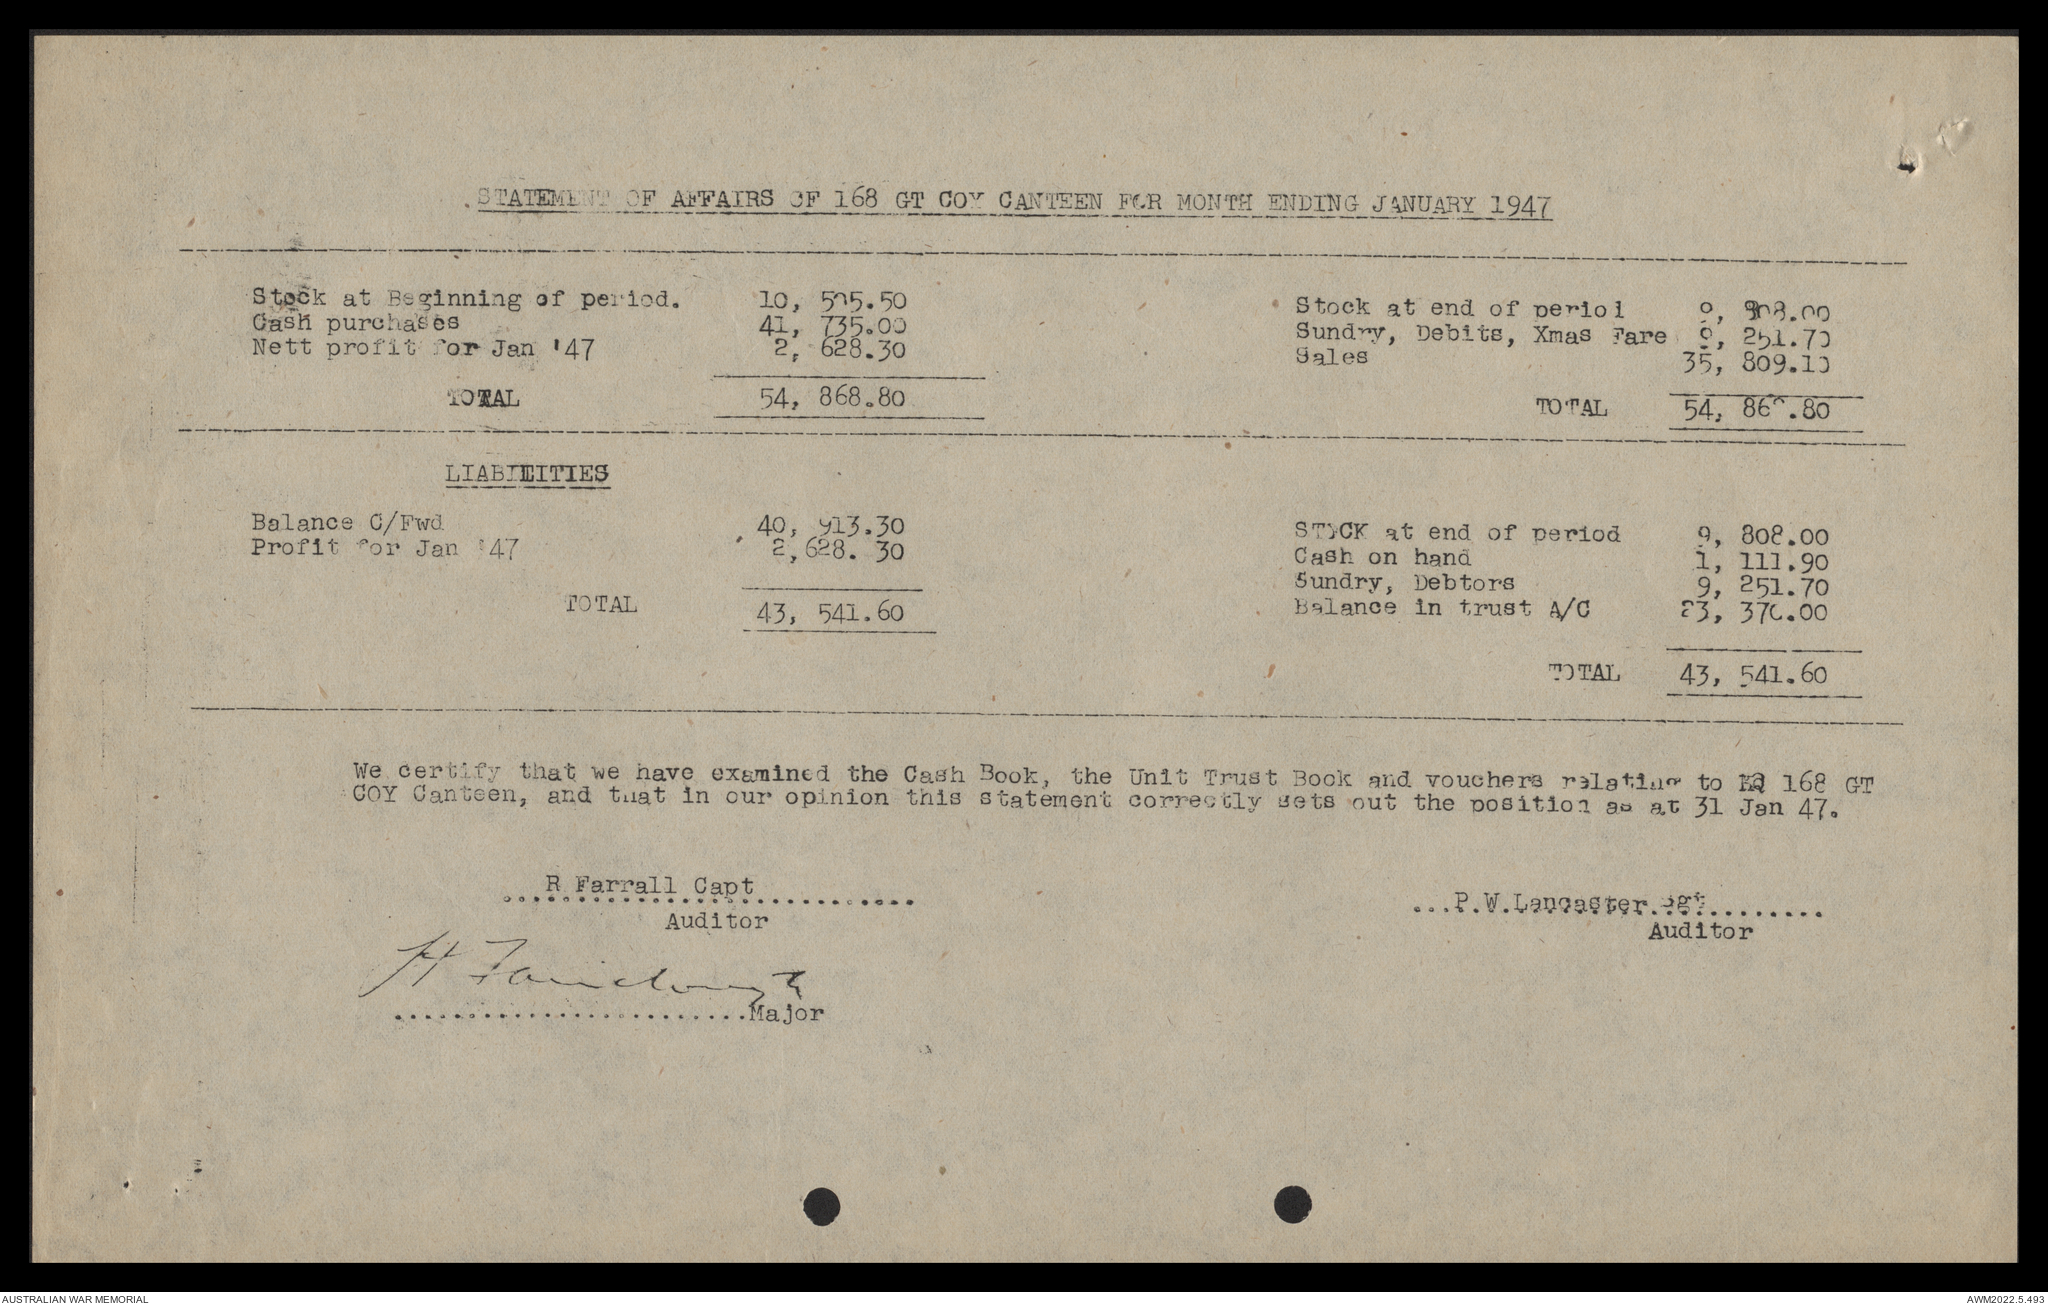 STATEMENT OF AFFAIRS OF 168 GT COY CANTEEN FOR MONTH ENDING JANUARY 1947
Stock at Beginning of period. 10, 505.50
Cash purchases 41, 735.00
Nett profit for Jan '47 2, 628.30
TOTAL 54, 868.80
Stock at end of period 9, 808.00
Sundry, Debits, Xmas Fare 9, 251.70
Sales 35, 809.10
TOTAL 54, 868.80
LIABILITIES
Balance C/Fwd 40, 913.30
Profit for Jan '47 2,628. 30
TOTAL 43, 541.60
STOCK at end of period 9, 808.00
Cash on hand 1, 111.90
Sundry, Debtors 9, 251.70
Balance in trust A/C 23, 370.00
TOTAL 43, 541.60
We certify that we have examined the Cash Book, the Unit Trust Book and vouchers relating to HQ 168 GT
COY Canteen, and that in our opinion this statement correctly sets out the position as at 31 Jan 47.
R Farrall Capt
Auditor
...P.W.Lancaster Sgt
Auditor
H Fairclough
........................Major
AUSTRALIAN WAR MEMORIAL
AWM2022.5.493